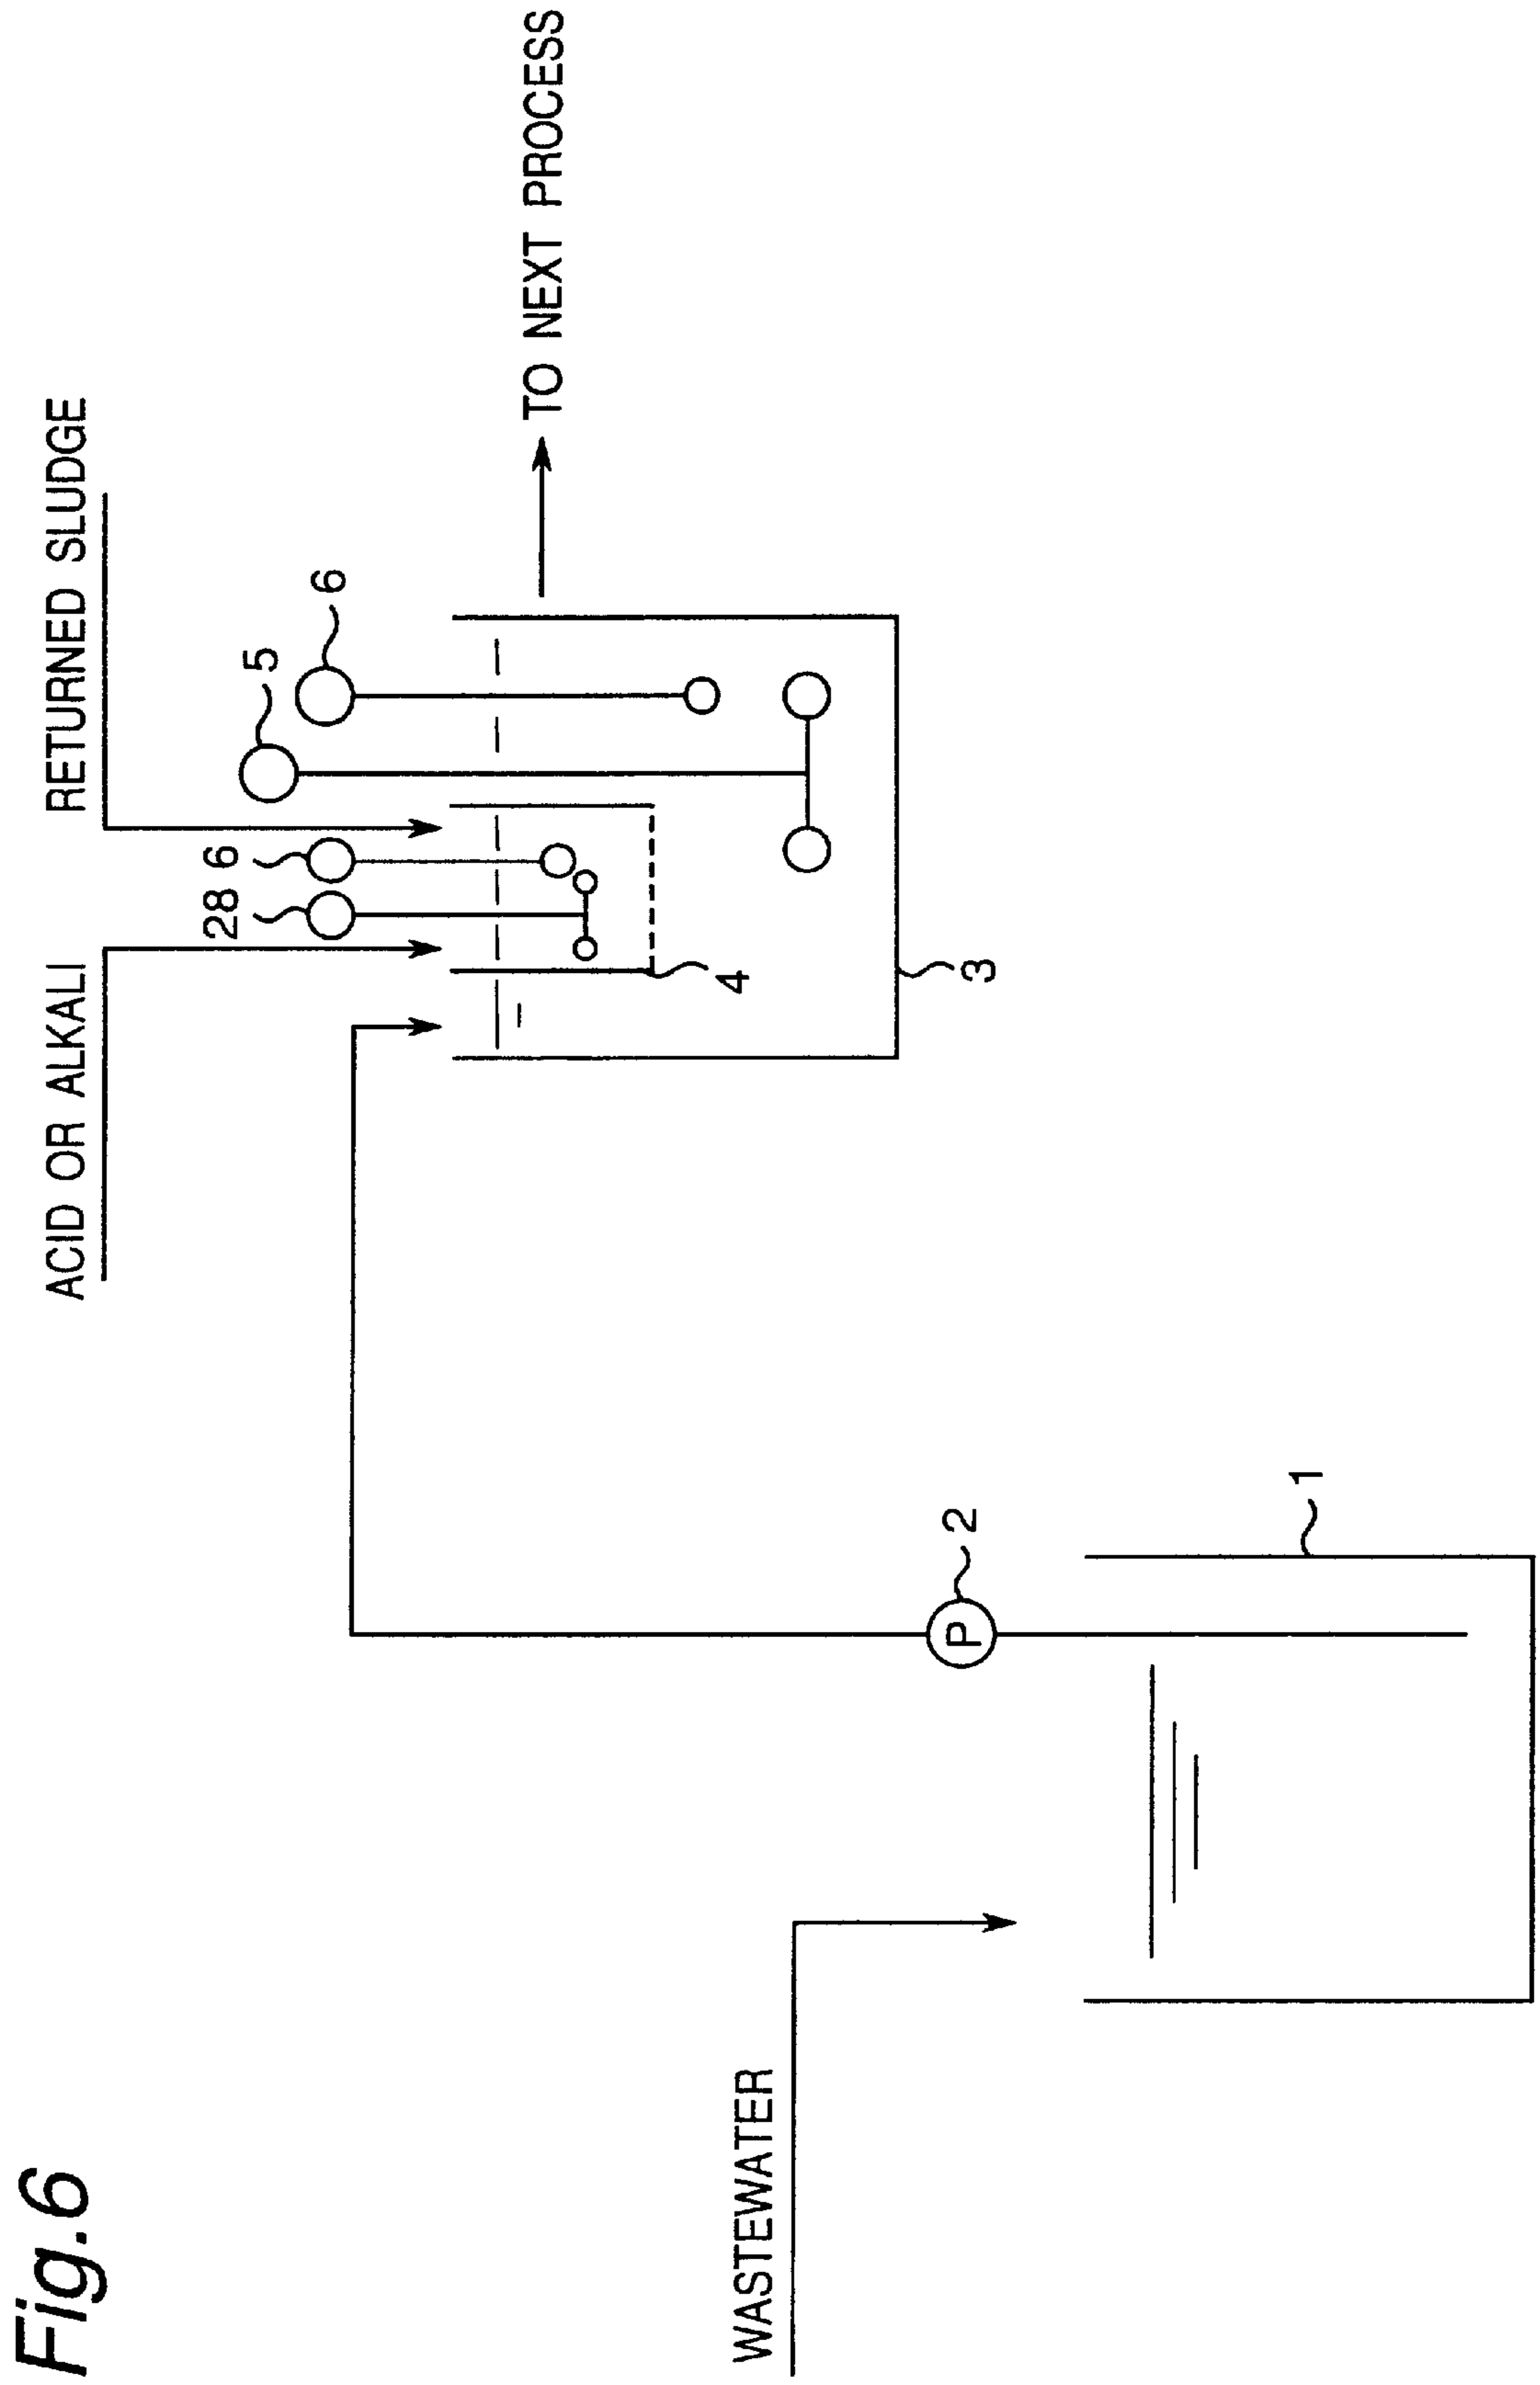 Fig.6
ACID OR ALKALI
RETURNED SLUDGE
28
6
5
6
TO NEXT PROCESS
4
3
WASTEWATER
P
2
1